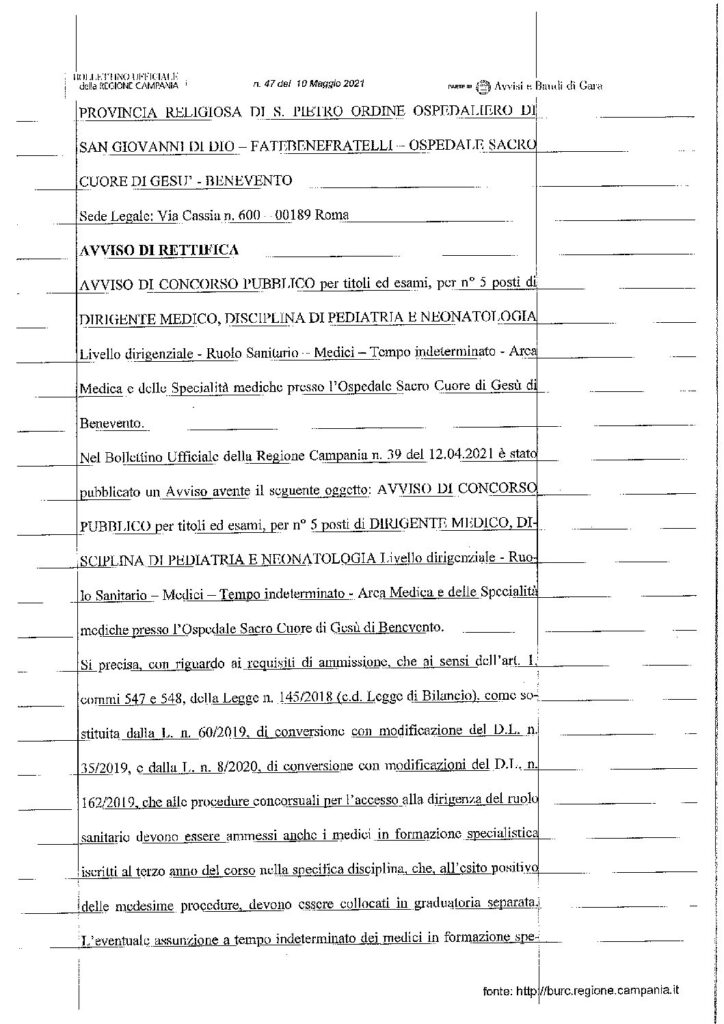 BOLLETTINO UFFICIALE
della REGIONE CAMPANIA
n. 47 del 10 Maggio 2021
PARTE III Avvisi e Bandi di Gara
PROVINCIA RELIGIOSA DI S. PIETRO ORDINE OSPEDALIERO DI
SAN GIOVANNI DI DIO – FATEBENEFRATELLI – OSPEDALE SACRO
CUORE DI GESU' - BENEVENTO
Sede Legale: Via Cassia n. 600 – 00189 Roma
AVVISO DI RETTIFICA
AVVISO DI CONCORSO PUBBLICO per titoli ed esami, per n° 5 posti di
DIRIGENTE MEDICO, DISCIPLINA DI PEDIATRIA E NEONATOLOGIA
Livello dirigenziale - Ruolo Sanitario – Medici – Tempo indeterminato - Area
Medica e delle Specialità mediche presso l'Ospedale Sacro Cuore di Gesù di
Benevento.
Nel Bollettino Ufficiale della Regione Campania n. 39 del 12.04.2021 è stato
pubblicato un Avviso avente il seguente oggetto: AVVISO DI CONCORSO
PUBBLICO per titoli ed esami, per n° 5 posti di DIRIGENTE MEDICO, DI-
SCIPLINA DI PEDIATRIA E NEONATOLOGIA Livello dirigenziale - Ruo-
lo Sanitario – Medici – Tempo indeterminato - Area Medica e delle Specialità
mediche presso l'Ospedale Sacro Cuore di Gesù di Benevento.
Si precisa, con riguardo ai requisiti di ammissione, che ai sensi dell'art. 1,
commi 547 e 548, della Legge n. 145/2018 (c.d. Legge di Bilancio), come so-
stituita dalla L. n. 60/2019, di conversione con modificazione del D.L. n.
35/2019, e dalla L. n. 8/2020, di conversione con modificazioni del D.L. n.
162/2019, che alle procedure concorsuali per l'accesso alla dirigenza del ruolo
sanitario devono essere ammessi anche i medici in formazione specialistica
iscritti al terzo anno del corso nella specifica disciplina, che, all'esito positivo
delle medesime procedure, devono essere collocati in graduatoria separata.
L'eventuale assunzione a tempo indeterminato dei medici in formazione spe-
fonte: http://burc.regione.campania.it